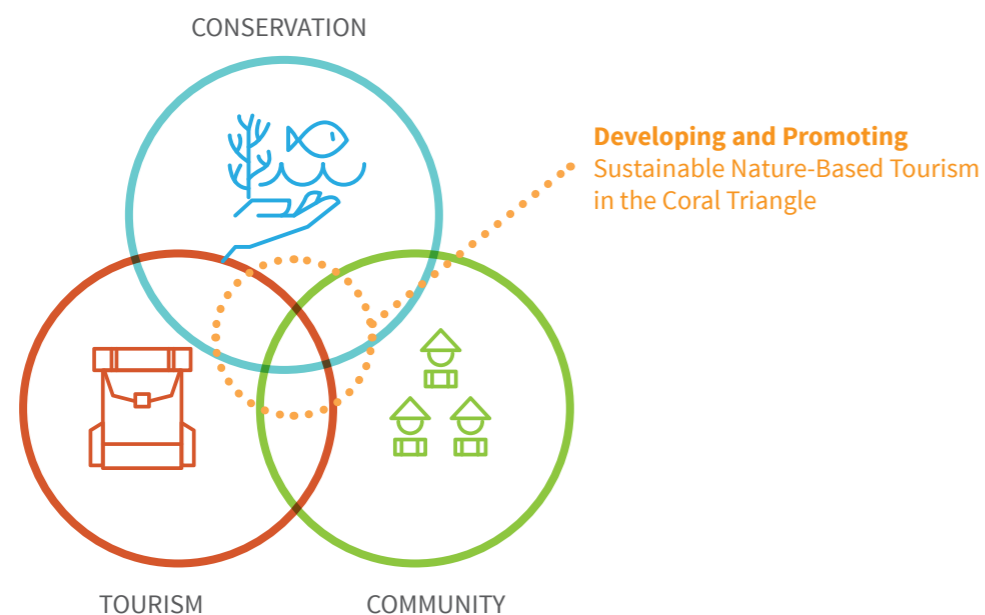 CONSERVATION
Developing and Promoting
Sustainable Nature-Based Tourism
in the Coral Triangle
TOURISM
COMMUNITY